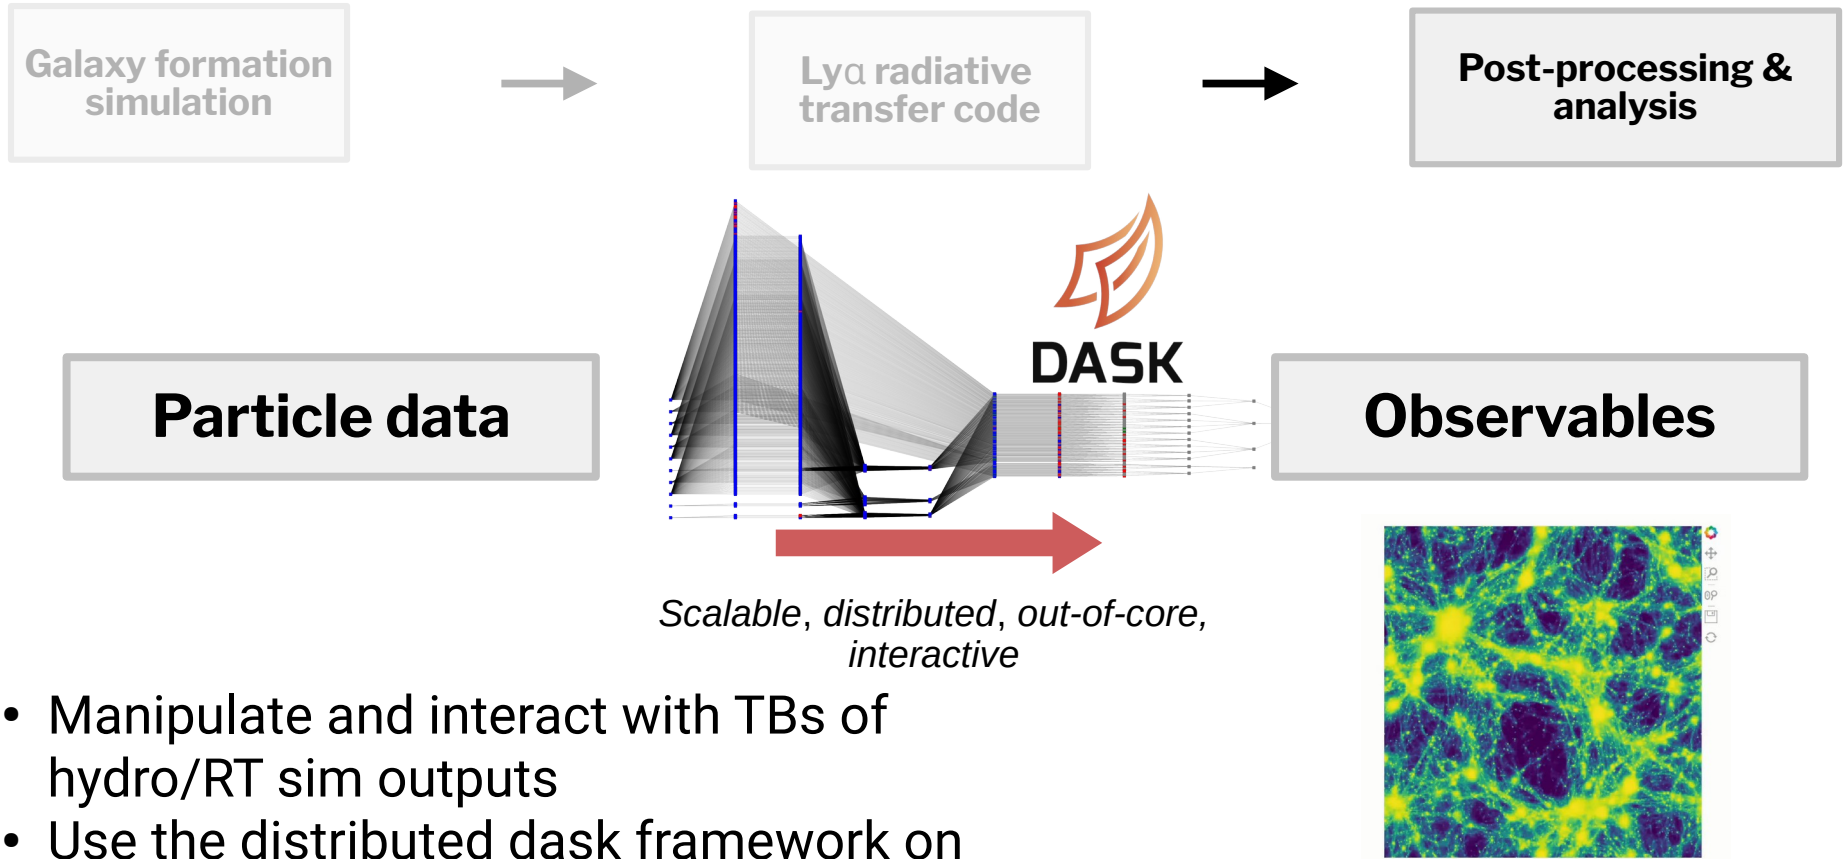 Galaxy formation
simulation
Lyα radiative
transfer code
Post-processing &
analysis
DASK
Particle data
Observables
Scalable, distributed, out-of-core,
interactive
• Manipulate and interact with TBs of
hydro/RT sim outputs
• Use the distributed dask framework on